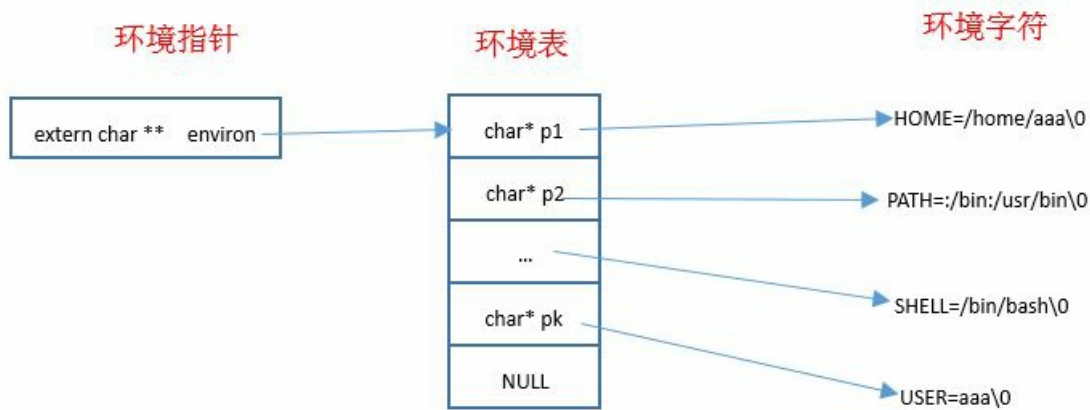 环境指针
环境表
环境字符
extern char ** environ
char* p1
HOME=/home/aaa\0
char* p2
PATH=:/bin:/usr/bin\0
...
SHELL=/bin/bash\0
char* pk
NULL
USER=aaa\0